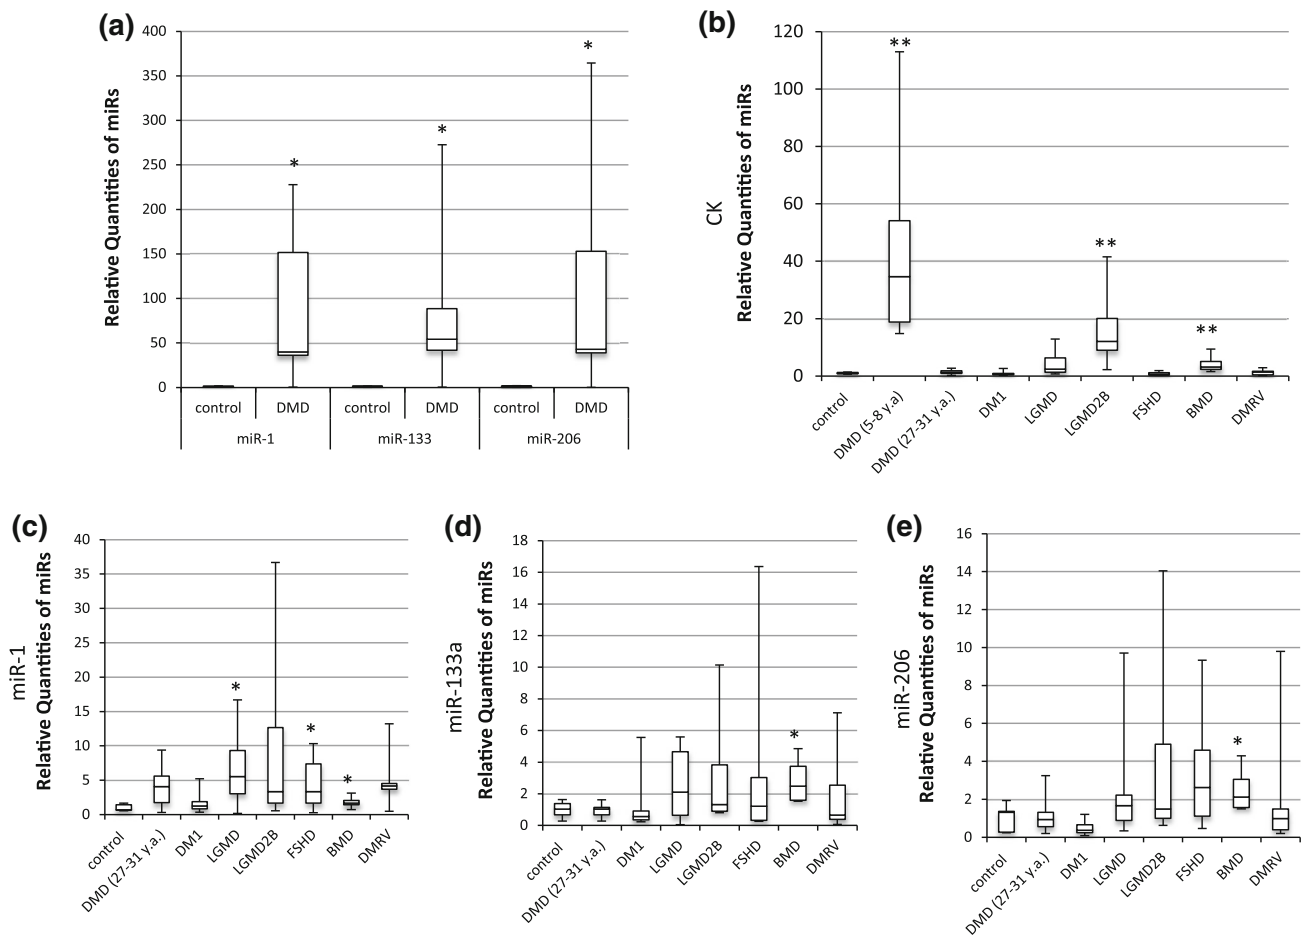 (a)
Relative Quantities of miRs
400
350
300
250
200
150
100
50
0
*
*
*
control
DMD
control
DMD
control
DMD
miR-1
miR-133
miR-206
(b)
CK
Relative Quantities of miRs
120
100
80
60
40
20
0
**
**
**
control
DMD (5-8 y.a)
DMD (27-31 y.a.)
DM1
LGMD
LGMD2B
FSHD
BMD
DMRV
(c)
miR-1
Relative Quantities of miRs
40
35
30
25
20
15
10
5
0
*
*
*
control
DMD (27-31 y.a.)
DM1
LGMD
LGMD2B
FSHD
BMD
DMRV
(d)
miR-133a
Relative Quantities of miRs
18
16
14
12
10
8
6
4
2
0
*
control
DMD (27-31 y.a.)
DM1
LGMD
LGMD2B
FSHD
BMD
DMRV
(e)
miR-206
Relative Quantities of miRs
16
14
12
10
8
6
4
2
0
*
control
DMD (27-31 y.a.)
DM1
LGMD
LGMD2B
FSHD
BMD
DMRV